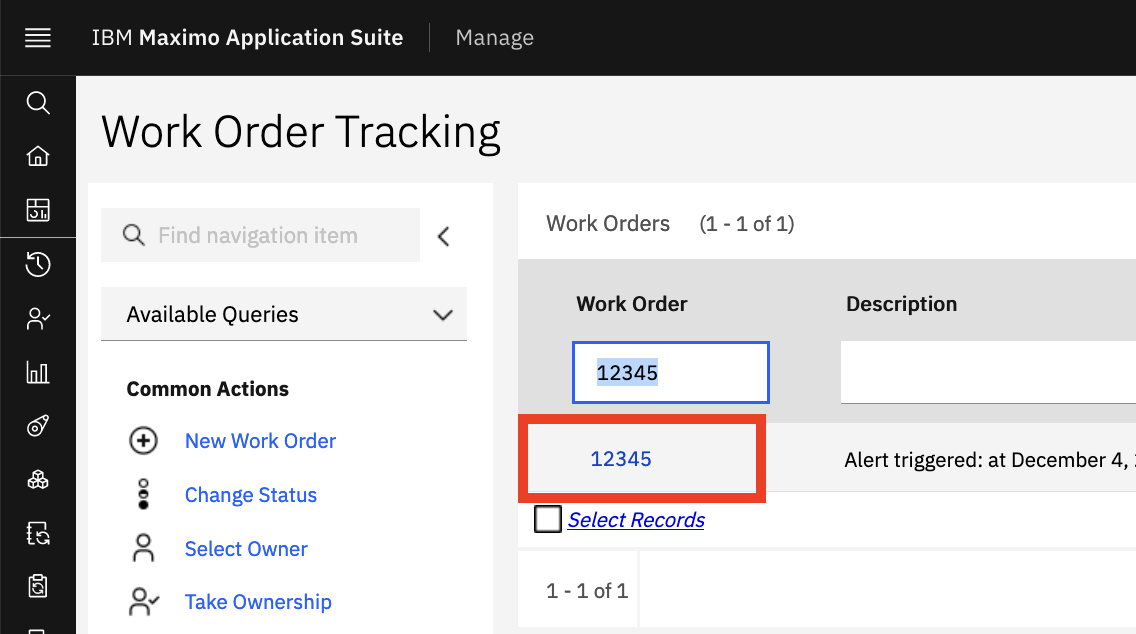 IBM Maximo Application Suite
Manage
Work Order Tracking
Find navigation item
Available Queries
Common Actions
New Work Order
Change Status
Select Owner
Take Ownership
Work Orders (1 - 1 of 1)
Work Order Description
12345
12345 Alert triggered: at December 4,
Select Records
1 - 1 of 1